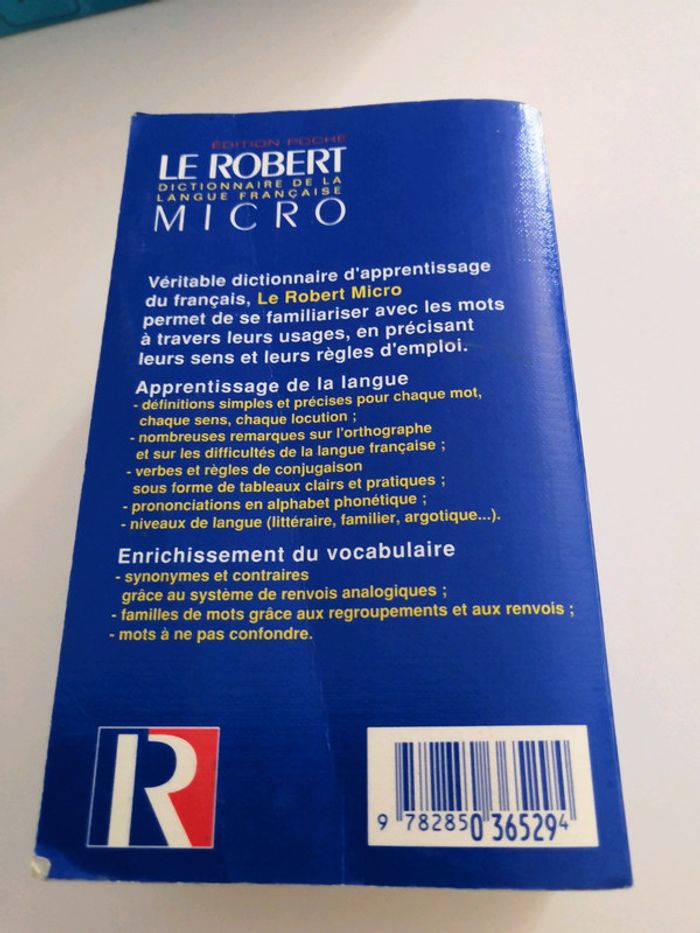 ÉDITION POCHE
LE ROBERT
DICTIONNAIRE DE LA
LANGUE FRANÇAISE
MICRO
Véritable dictionnaire d'apprentissage
du français, Le Robert Micro
permet de se familiariser avec les mots
à travers leurs usages, en précisant
leurs sens et leurs règles d'emploi.
Apprentissage de la langue
- définitions simples et précises pour chaque mot,
chaque sens, chaque locution ;
- nombreuses remarques sur l'orthographe
et sur les difficultés de la langue française ;
- verbes et règles de conjugaison
sous forme de tableaux clairs et pratiques ;
- prononciations en alphabet phonétique ;
- niveaux de langue (littéraire, familier, argotique...).
Enrichissement du vocabulaire
- synonymes et contraires
grâce au système de renvois analogiques ;
- familles de mots grâce aux regroupements et aux renvois ;
- mots à ne pas confondre.
R
9 782850 365294